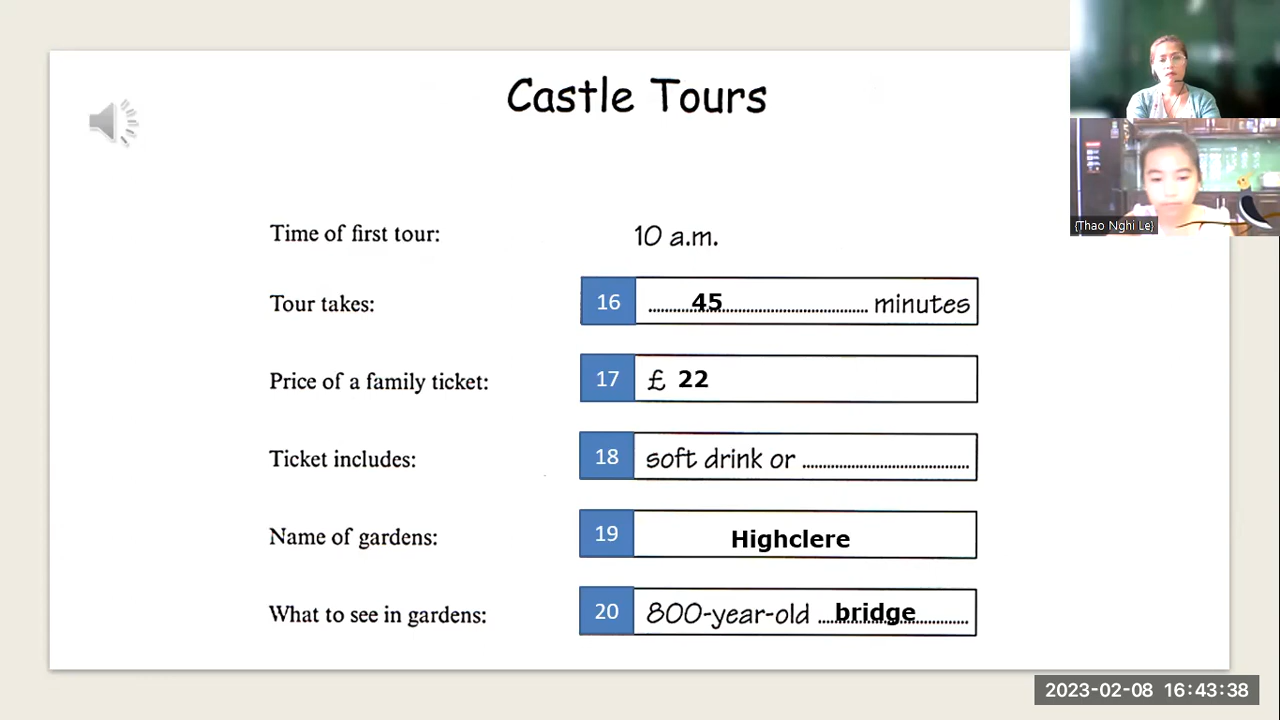 Castle Tours
Time of first tour: 10 a.m.
Tour takes: 16 ........45.................................. minutes
Price of a family ticket: 17 £ 22
Ticket includes: 18 soft drink or ........................................
Name of gardens: 19 Highclere
What to see in gardens: 20 800-year-old ....bridge.............
{Thao Nghi Le}
2023-02-08 16:43:38